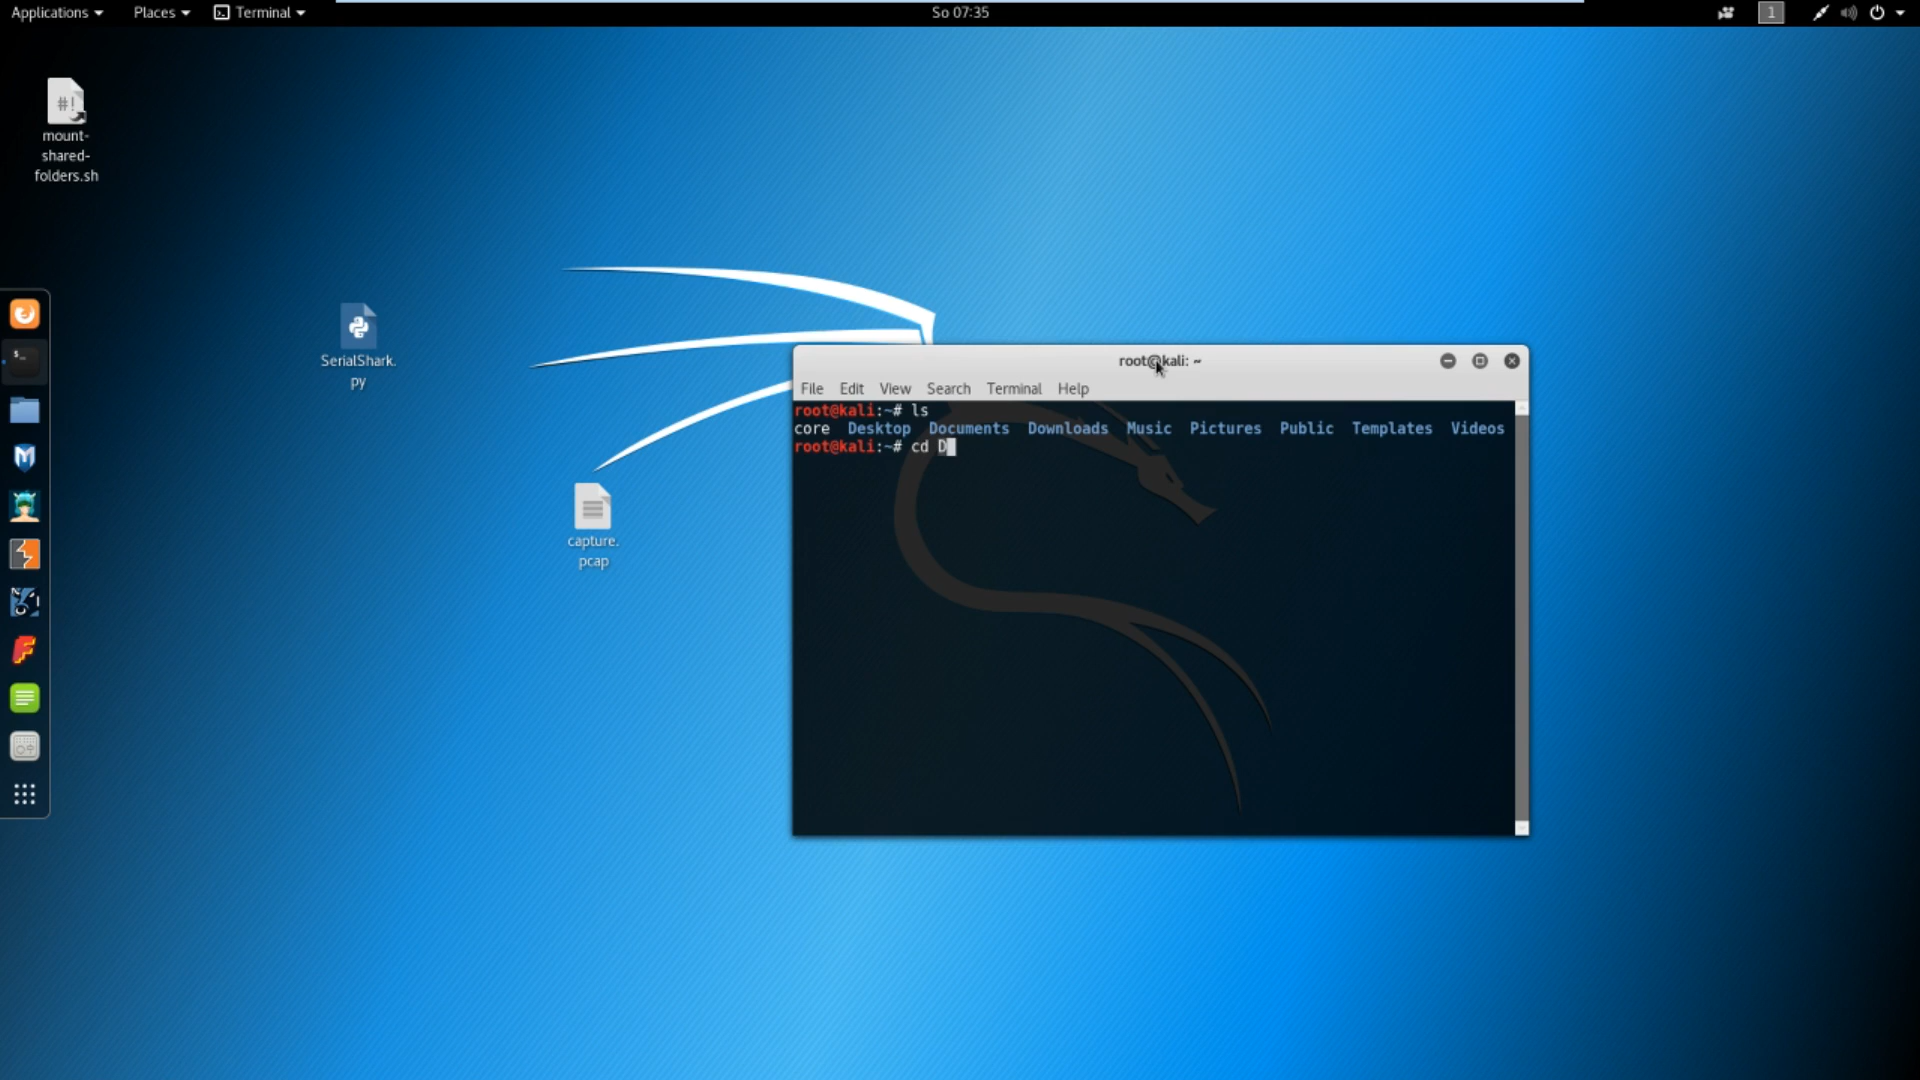 Applications Places Terminal So 07:35 1
mount-
shared-
folders.sh
SerialShark.
py
capture.
pcap
root@kali: ~
File Edit View Search Terminal Help
root@kali:~# ls
core Desktop Documents Downloads Music Pictures Public Templates Videos
root@kali:~# cd D